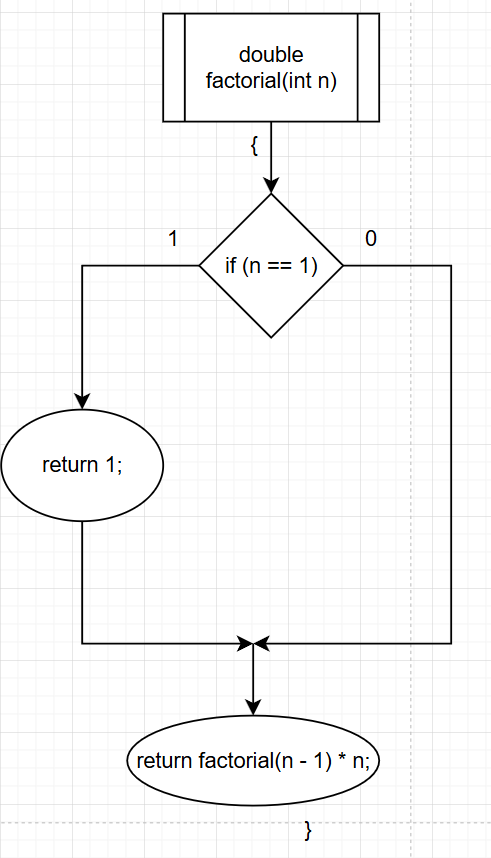 double
factorial(int n)
{
1
0
if (n == 1)
return 1;
return factorial(n - 1) * n;
}